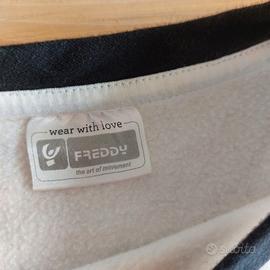 wear with love
FREDDY
the art of movement
subito